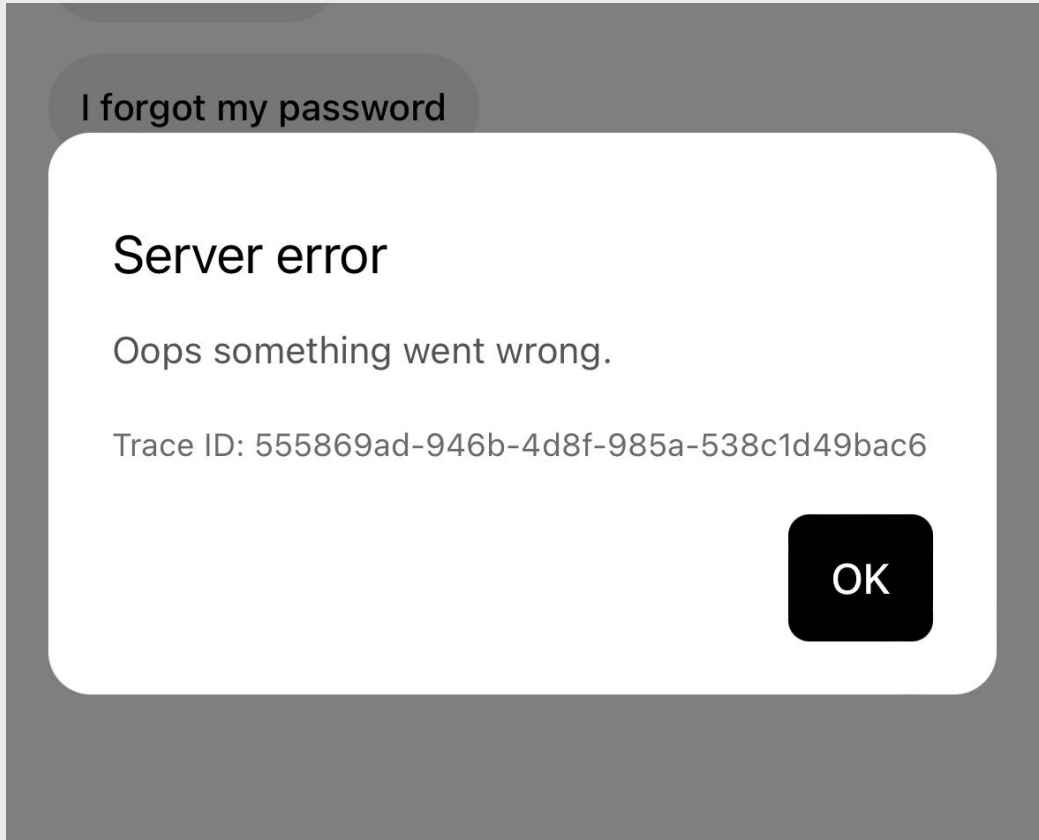 I forgot my password
Server error
Oops something went wrong.
Trace ID: 555869ad-946b-4d8f-985a-538c1d49bac6
OK